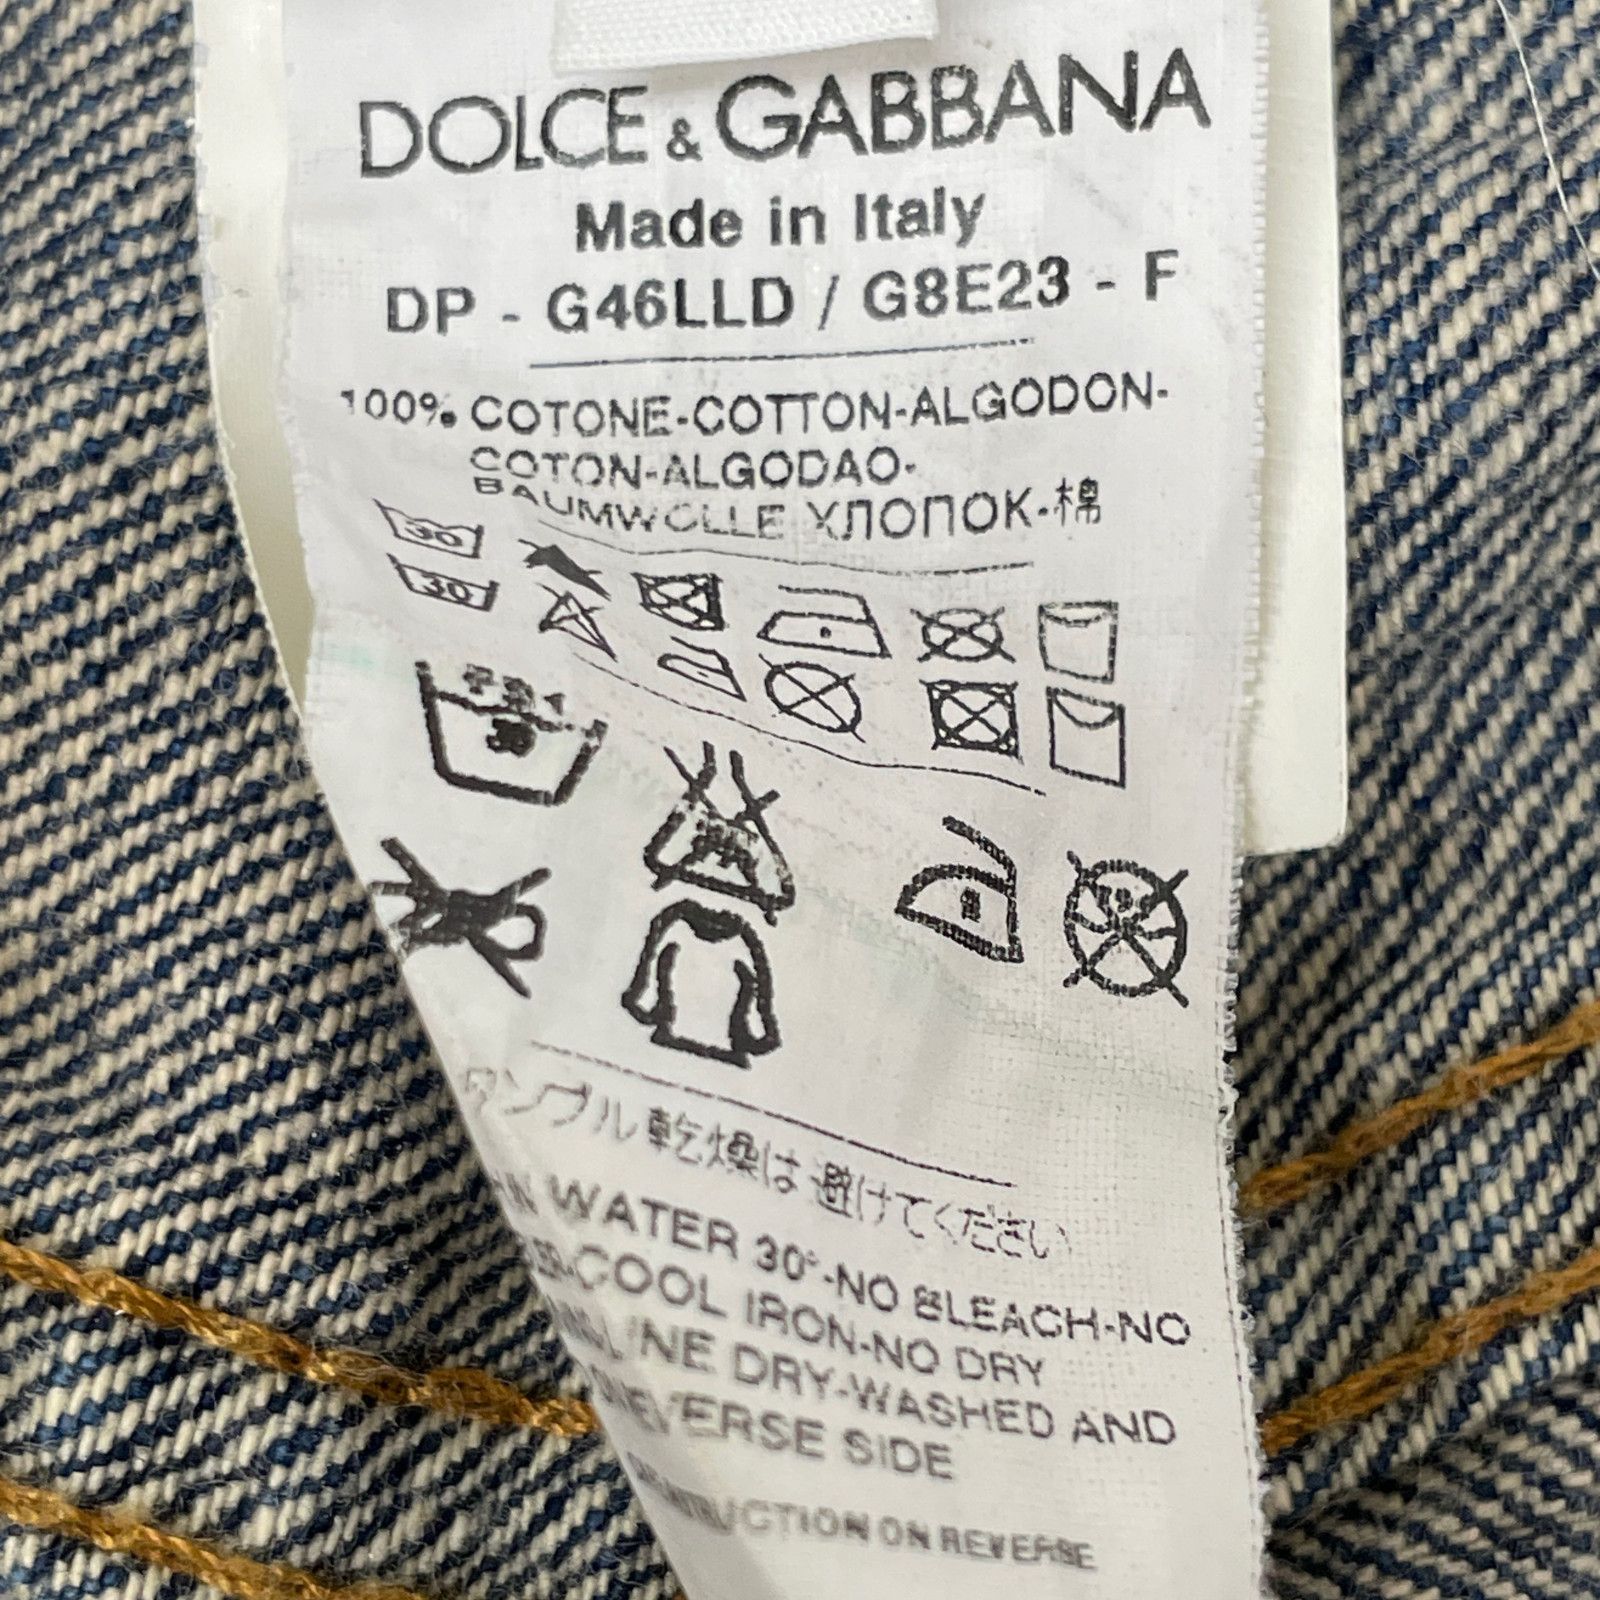 DOLCE & GABBANA
Made in Italy
DP - G46LLD / G8E23 - F
100% COTONE-COTTON-ALGODON-
COTON-ALGODAO-
BAUMWOLLE ХЛОПОК-棉
30
30
30
タンブル乾燥は避けてください
IN WATER 30°-NO BLEACH-NO
-COOL IRON-NO DRY
LINE DRY-WASHED AND
REVERSE SIDE
ON REVERSE